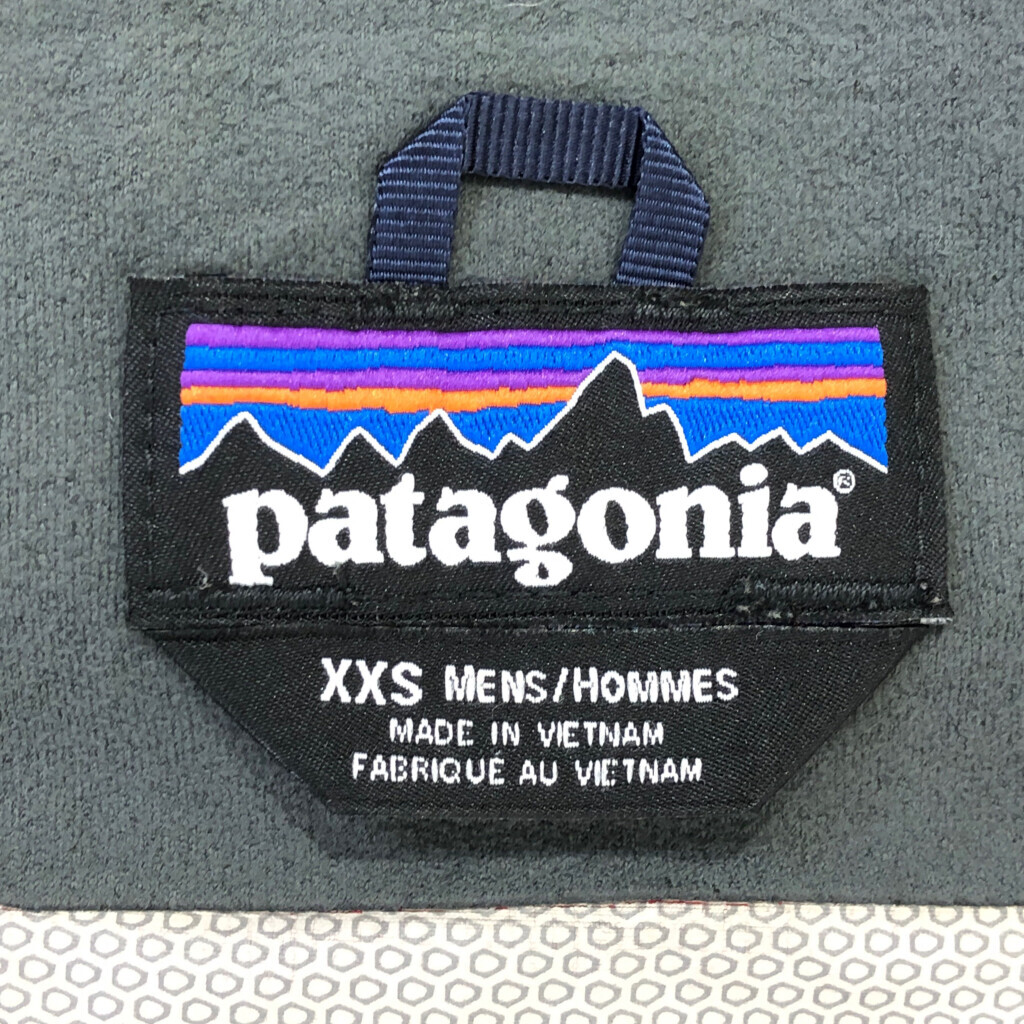 patagonia®
XXS MENS/HOMMES
MADE IN VIETNAM
FABRIQUÉ AU VIETNAM